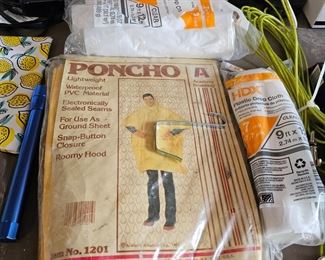 PONCHO
A
Lightweight
Waterproof
PVC Material
Electronically
Sealed Seams
For Use As
Ground Sheet
Snap-Button
Closure
Roomy Hood
Item No. 1201
HDX
Plastic Drop Cloth
9 ft X